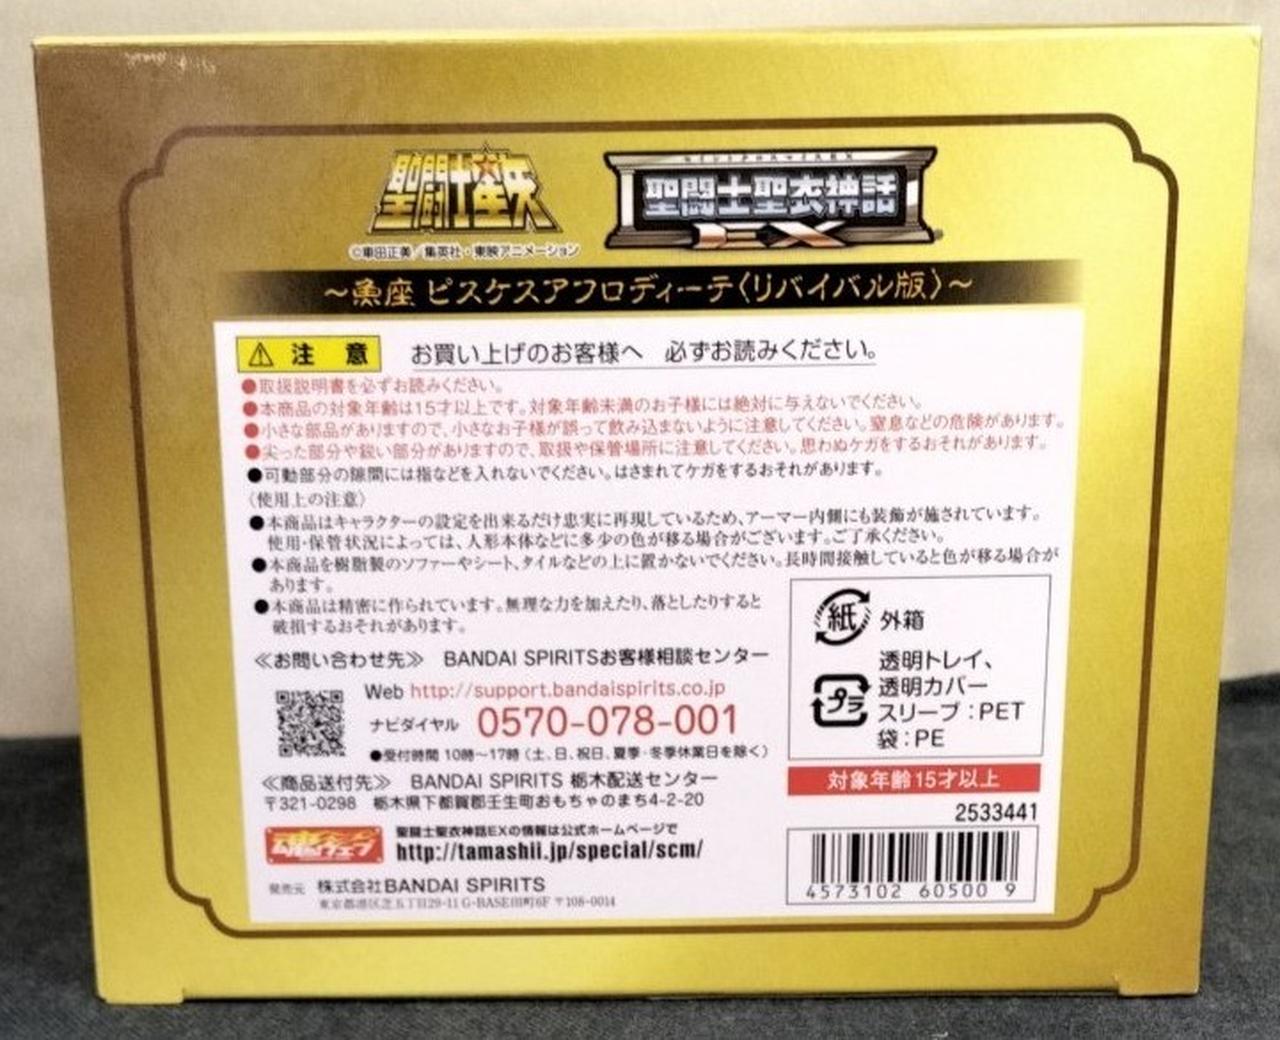 聖闘士星矢
©車田正美／集英社・東映アニメーション
聖闘士聖衣神話
EX
～魚座 ピスケスアフロディーテ〈リバイバル版〉～
⚠ 注 意 お買い上げのお客様へ 必ずお読みください。
●取扱説明書を必ずお読みください。
●本商品の対象年齢は15才以上です。対象年齢未満のお子様には絶対に与えないでください。
●小さな部品がありますので、小さなお子様が誤って飲み込まないように注意してください。窒息などの危険があります。
●尖った部分や鋭い部分がありますので、取扱や保管場所に注意してください。思わぬケガをするおそれがあります。
●可動部分の隙間には指などを入れないでください。はさまれてケガをするおそれがあります。
〈使用上の注意〉
●本商品はキャラクターの設定を出来るだけ忠実に再現しているため、アーマー内側にも装飾が施されています。
使用・保管状況によっては、人形本体などに多少の色が移る場合がございます。ご了承ください。
●本商品を樹脂製のソファーやシート、タイルなどの上に置かないでください。長時間接触していると色が移る場合が
あります。
●本商品は精密に作られています。無理な力を加えたり、落としたりすると
破損するおそれがあります。
≪お問い合わせ先≫ BANDAI SPIRITSお客様相談センター
Web http://support.bandaispirits.co.jp
ナビダイヤル 0570-078-001
●受付時間 10時～17時（土、日、祝日、夏季・冬季休業日を除く）
≪商品送付先≫ BANDAI SPIRITS 栃木配送センター
〒321-0298 栃木県下都賀郡壬生町おもちゃのまち4-2-20
魂ウェブ
聖闘士聖衣神話EXの情報は公式ホームページで
http://tamashii.jp/special/scm/
発売元 株式会社BANDAI SPIRITS
東京都港区芝五丁目29-11 G-BASE田町6F 〒108-0014
紙 外箱
プラ
透明トレイ、
透明カバー
スリーブ：PET
袋：PE
対象年齢15才以上
2533441
4573102 60500 9